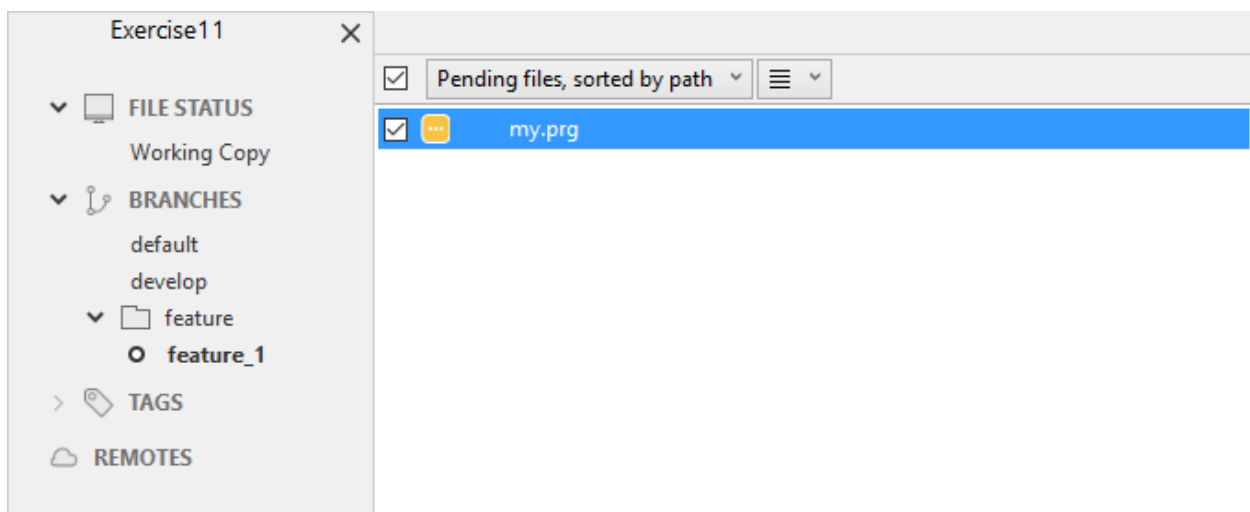 Exercise11
FILE STATUS
Working Copy
BRANCHES
default
develop
feature
feature_1
TAGS
REMOTES
Pending files, sorted by path
my.prg